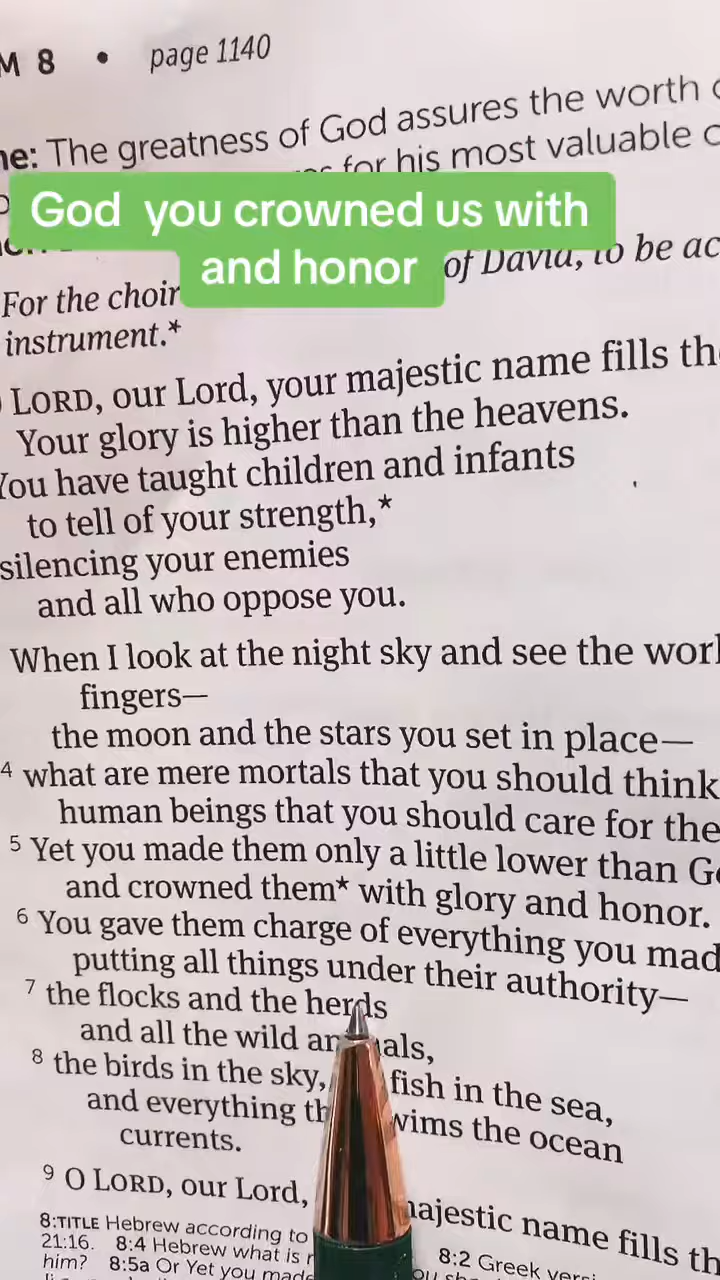 M 8 • page 1140
ne: The greatness of God assures the worth
for his most valuable
God you crowned us with
and honor
of David, to be ac
For the choir
instrument.*
LORD, our Lord, your majestic name fills th
Your glory is higher than the heavens.
You have taught children and infants
to tell of your strength,*
silencing your enemies
and all who oppose you.
When I look at the night sky and see the worl
fingers—
the moon and the stars you set in place—
4 what are mere mortals that you should think
human beings that you should care for the
5 Yet you made them only a little lower than G
and crowned them* with glory and honor.
6 You gave them charge of everything you mad
putting all things under their authority—
7 the flocks and the herds
and all the wild an als,
8 the birds in the sky, fish in the sea,
and everything th wims the ocean
currents.
9 O LORD, our Lord, majestic name fills th
8:TITLE Hebrew according to
21:16. 8:4 Hebrew what is 8:2 Greek
him? 8:5a Or Yet you made